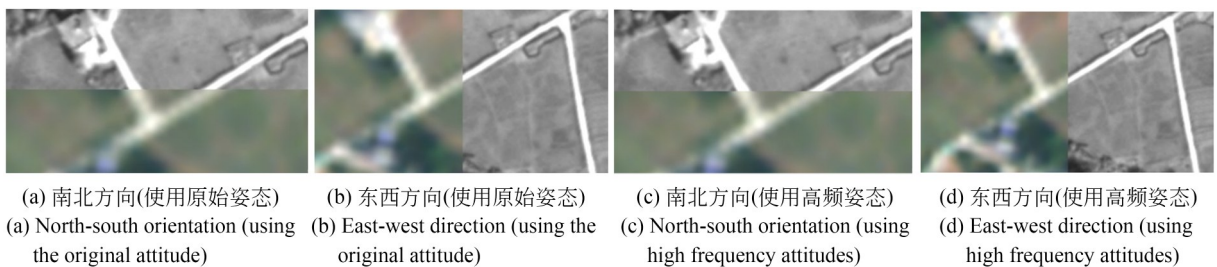 (a) 南北方向(使用原始姿态)
(b) 东西方向(使用原始姿态)
(c) 南北方向(使用高频姿态)
(d) 东西方向(使用高频姿态)
(a) North-south orientation (using
the original attitude)
(b) East-west direction (using the
original attitude)
(c) North-south orientation (using
high frequency attitudes)
(d) East-west direction (using
high frequency attitudes)